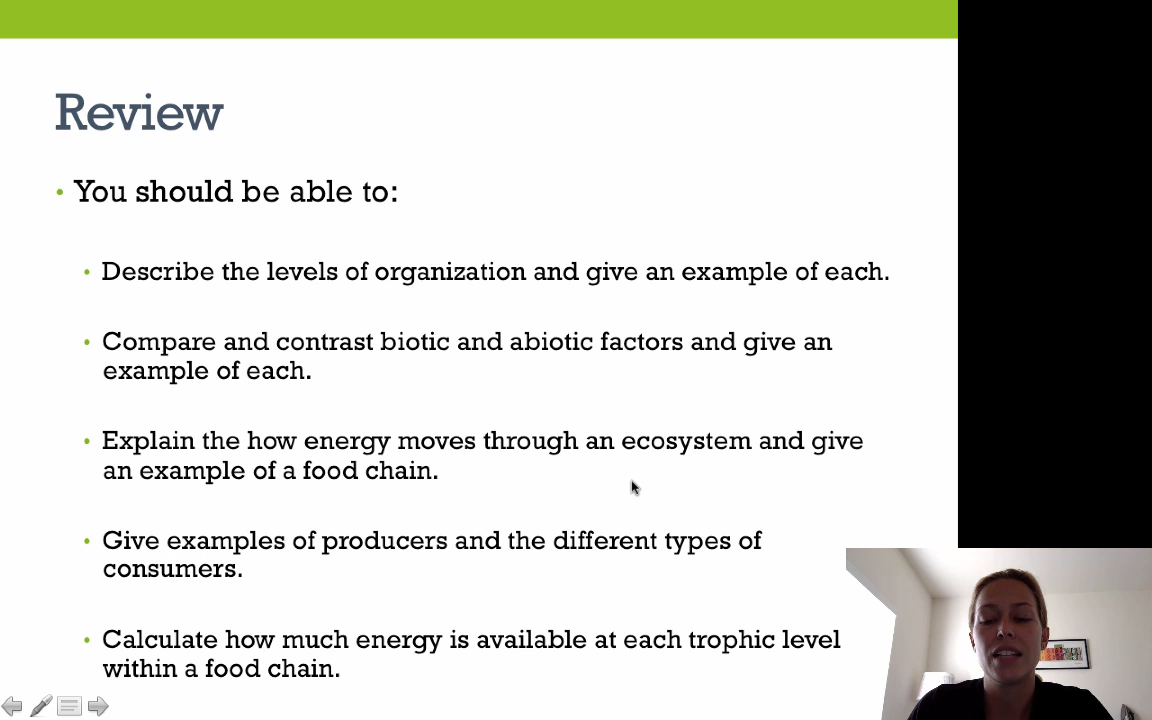 Review
• You should be able to:
• Describe the levels of organization and give an example of each.
• Compare and contrast biotic and abiotic factors and give an
example of each.
• Explain the how energy moves through an ecosystem and give
an example of a food chain.
• Give examples of producers and the different types of
consumers.
• Calculate how much energy is available at each trophic level
within a food chain.